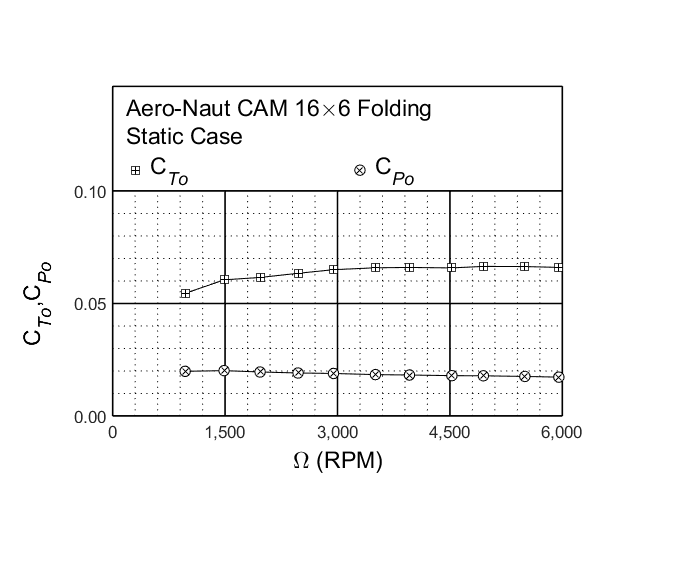 Aero-Naut CAM 16×6 Folding
Static Case
C_To C_Po
0.10
0.05
0.00
C_To, C_Po
0 1,500 3,000 4,500 6,000
Ω (RPM)